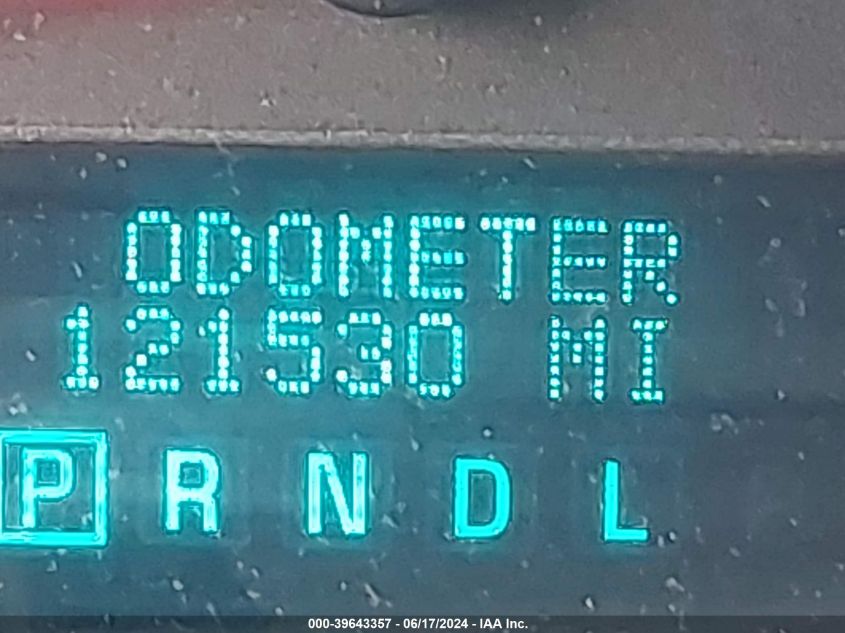 ODOMETER
121530 MI
P R N D L
000-39643357 - 06/17/2024 - IAA Inc.